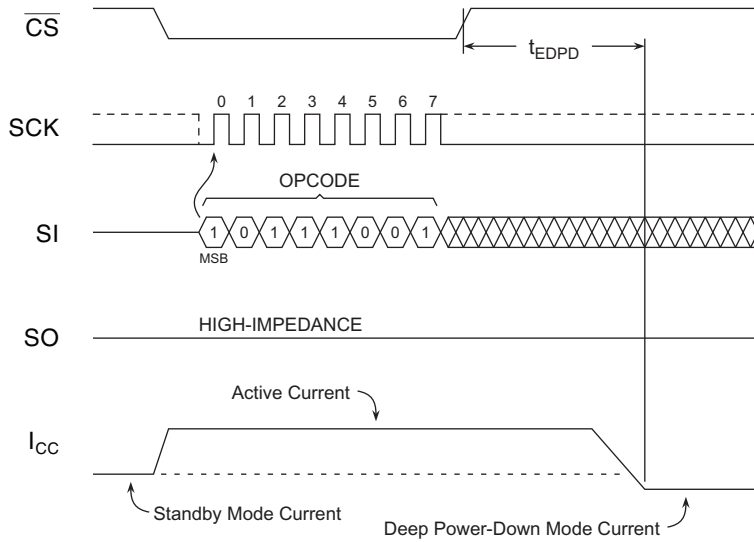 CS
tEDPD
0 1 2 3 4 5 6 7
SCK
OPCODE
SI
1 0 1 1 1 0 0 1
MSB
HIGH-IMPEDANCE
SO
Active Current
ICC
Standby Mode Current
Deep Power-Down Mode Current